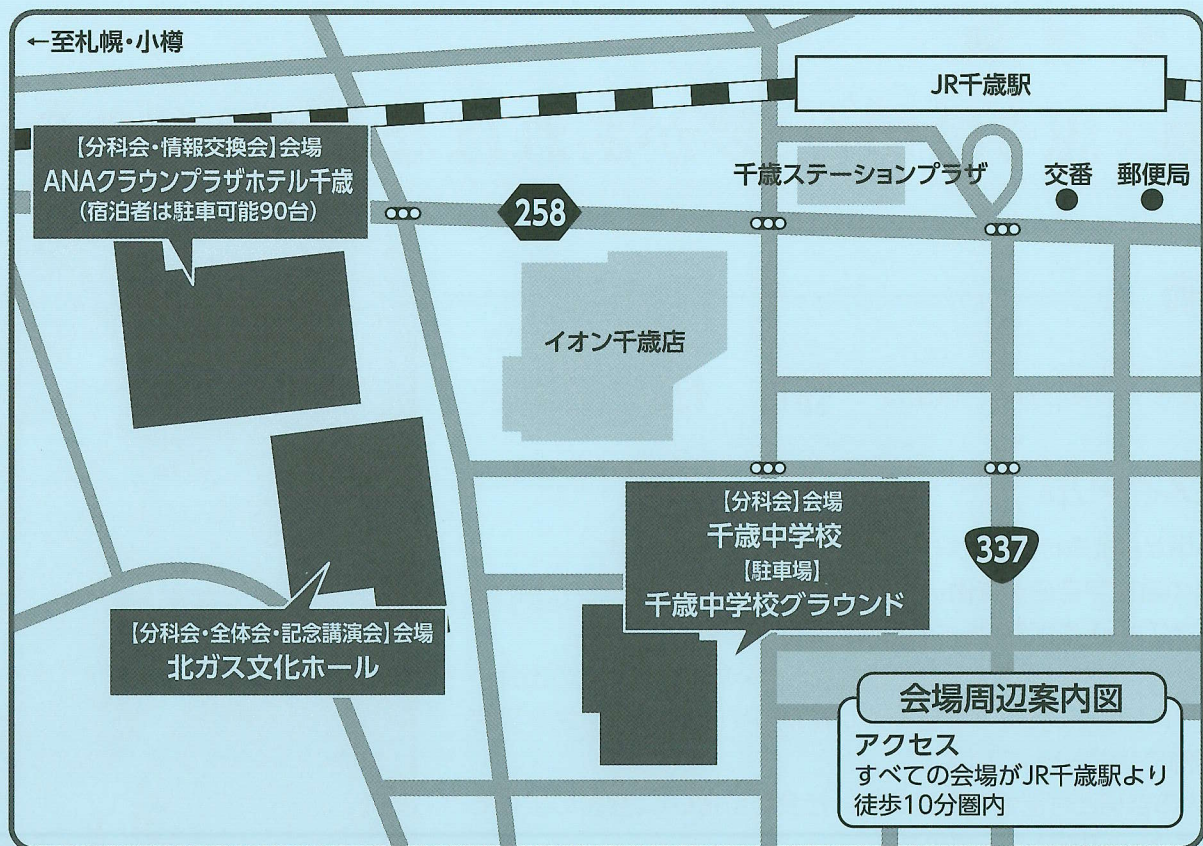 ←至札幌・小樽
JR千歳駅
【分科会・情報交換会】会場
ANAクラウンプラザホテル千歳
（宿泊者は駐車可能90台）
千歳ステーションプラザ
交番
郵便局
258
イオン千歳店
【分科会】会場
千歳中学校
【駐車場】
千歳中学校グラウンド
337
【分科会・全体会・記念講演会】会場
北ガス文化ホール
会場周辺案内図
アクセス
すべての会場がJR千歳駅より
徒歩10分圏内